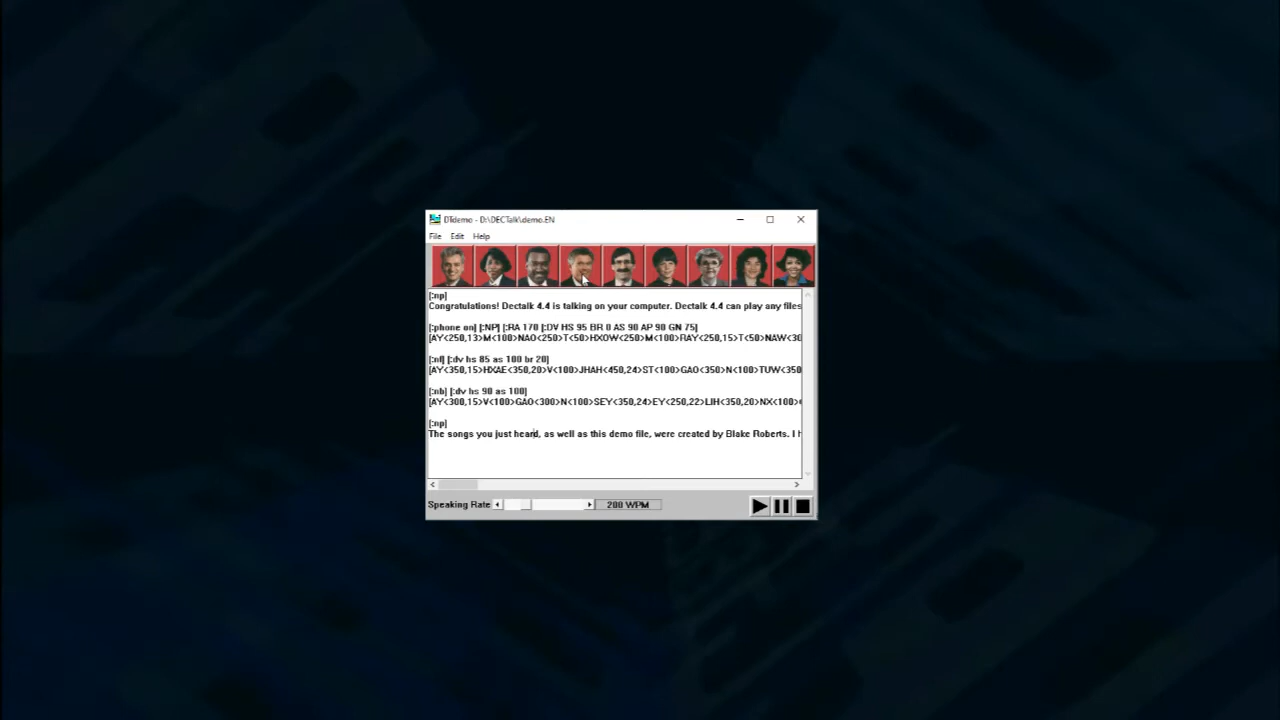 DTdemo - D:\DECTalk\demo.EN
File Edit Help
[:np]
Congratulations! Dectalk 4.4 is talking on your computer. Dectalk 4.4 can play any files
[:phone on] [:NP] [:RA 170 [:DV HS 95 BR 0 AS 90 AP 90 GN 75]
[AY<250,13>M<100>NAO<250>T<50>HXOW<250>M<100>RAY<250,15>T<50>NAW<30
[:nf] [:dv hs 85 as 100 br 20]
[AY<350,15>HXAE<350,20>V<100>JHAH<450,24>ST<100>GAO<350>N<100>TUW<350
[:nb] [:dv hs 90 as 100]
[AY<300,15>V<100>GAO<300>N<100>SEY<350,24>EY<250,22>LIH<350,20>NX<100>
[:np]
The songs you just heard, as well as this demo file, were created by Blake Roberts. I h
Speaking Rate 200 WPM